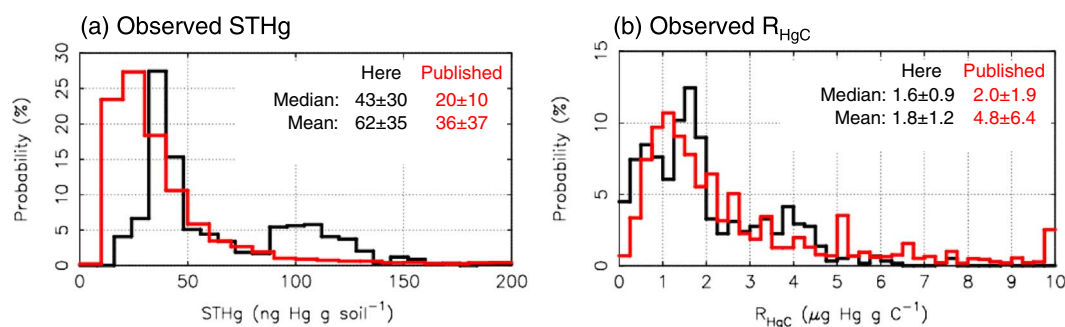 (a) Observed STHg
30
25
20
15
10
5
0
Probability (%)
Here Published
Median: 43±30 20±10
Mean: 62±35 36±37
0 50 100 150 200
STHg (ng Hg g soil⁻¹)
(b) Observed R_HgC
15
10
5
0
Probability (%)
Here Published
Median: 1.6±0.9 2.0±1.9
Mean: 1.8±1.2 4.8±6.4
0 1 2 3 4 5 6 7 8 9 10
R_HgC (μg Hg g C⁻¹)